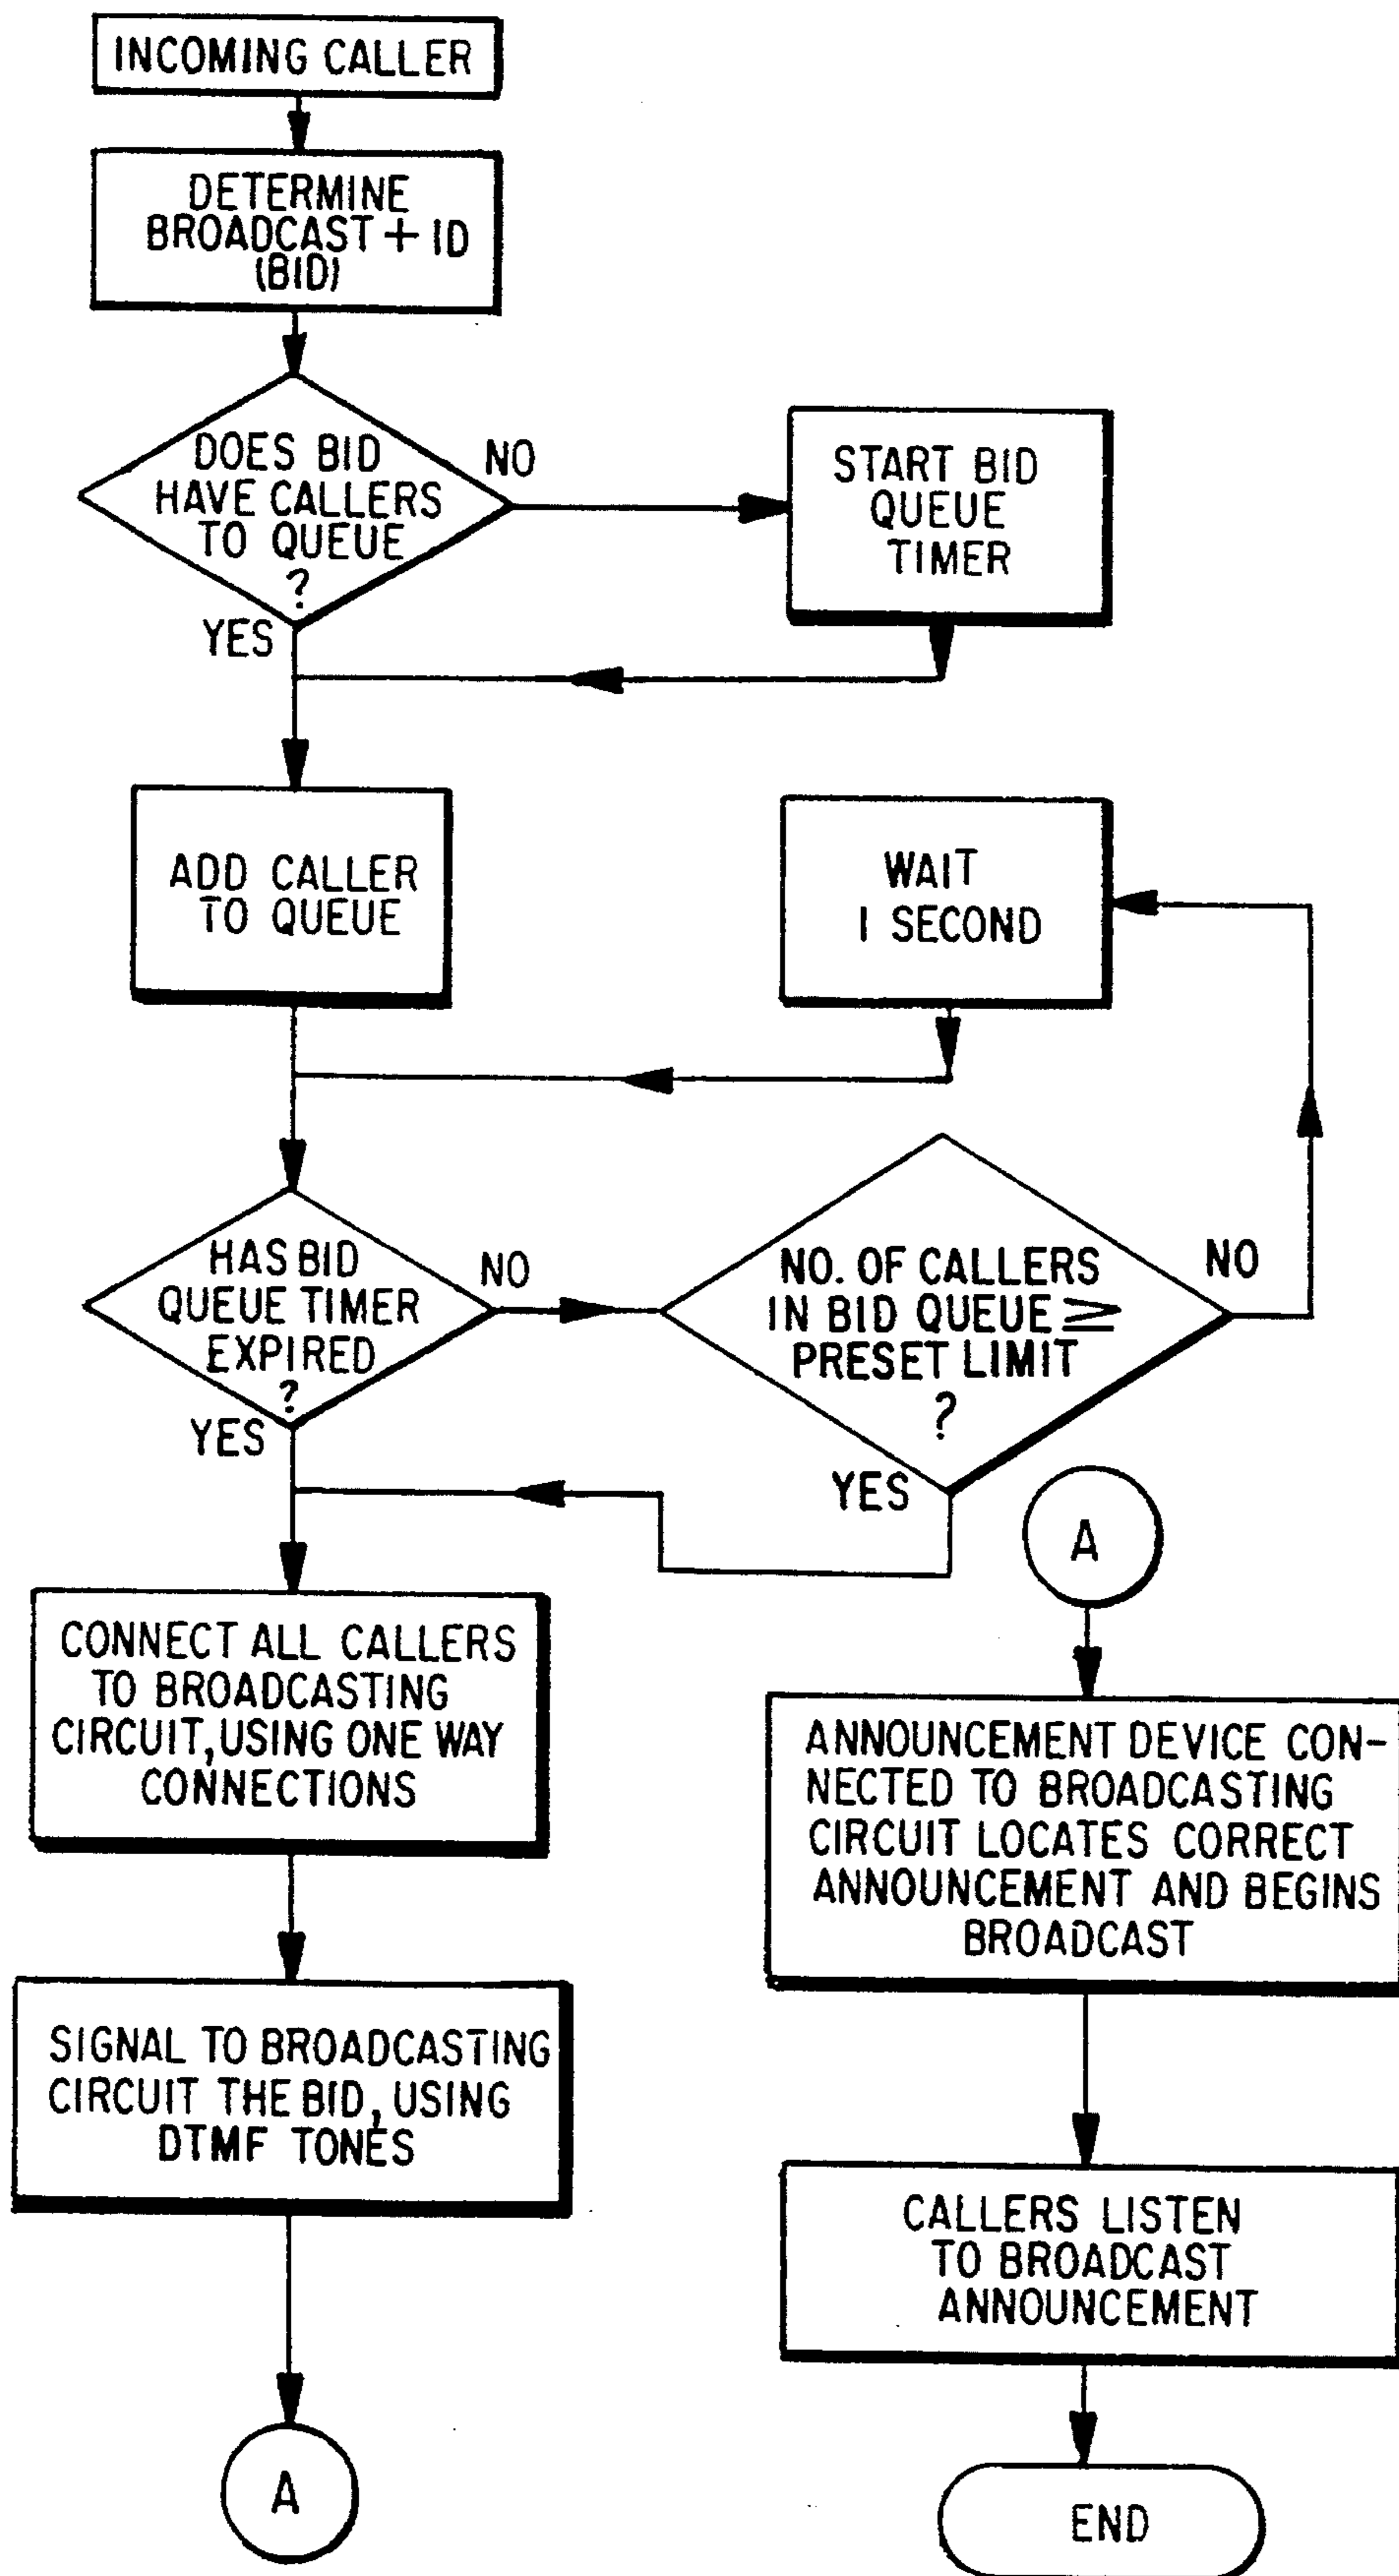 INCOMING CALLER
DETERMINE
BROADCAST + ID
(BID)
DOES BID
HAVE CALLERS
TO QUEUE
?
NO
YES
START BID
QUEUE
TIMER
ADD CALLER
TO QUEUE
WAIT
1 SECOND
HAS BID
QUEUE TIMER
EXPIRED
?
NO
YES
NO. OF CALLERS
IN BID QUEUE ≥
PRESET LIMIT
?
NO
YES
CONNECT ALL CALLERS
TO BROADCASTING
CIRCUIT, USING ONE WAY
CONNECTIONS
SIGNAL TO BROADCASTING
CIRCUIT THE BID, USING
DTMF TONES
A
A
ANNOUNCEMENT DEVICE CON-
NECTED TO BROADCASTING
CIRCUIT LOCATES CORRECT
ANNOUNCEMENT AND BEGINS
BROADCAST
CALLERS LISTEN
TO BROADCAST
ANNOUNCEMENT
END